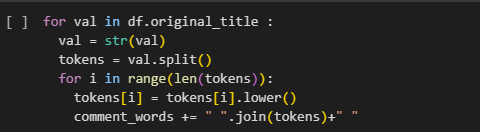 [ ] for val in df.original_title :
val = str(val)
tokens = val.split()
for i in range(len(tokens)):
tokens[i] = tokens[i].lower()
comment_words += " ".join(tokens)+" "